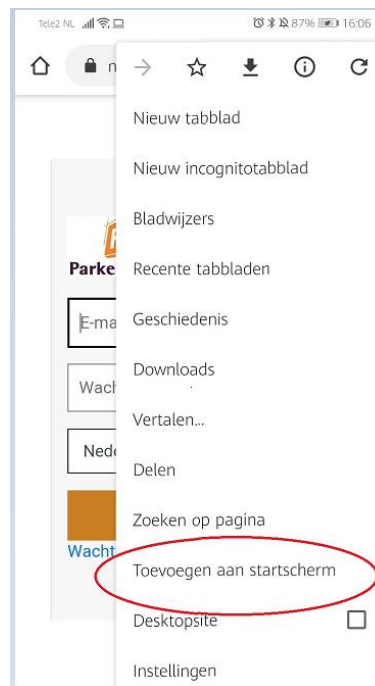 Tele2 NL 87% 16:06
Nieuw tabblad
Nieuw incognitotabblad
Bladwijzers
Parke
Recente tabbladen
E-ma
Geschiedenis
Downloads
Wach
Vertalen...
Nede
Delen
Zoeken op pagina
Wacht
Toevoegen aan startscherm
Desktopsite
Instellingen